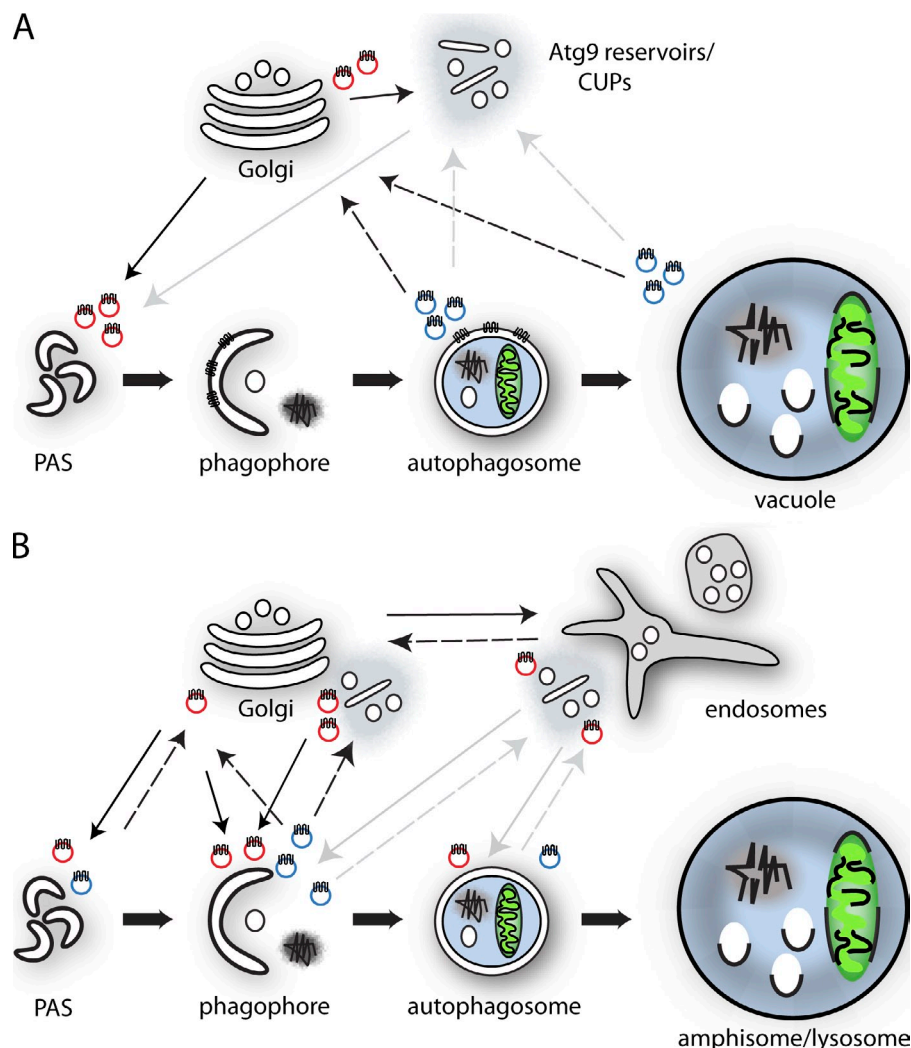 A
Atg9 reservoirs/
CUPs
Golgi
PAS
phagophore
autophagosome
vacuole
B
Golgi
endosomes
PAS
phagophore
autophagosome
amphisome/lysosome